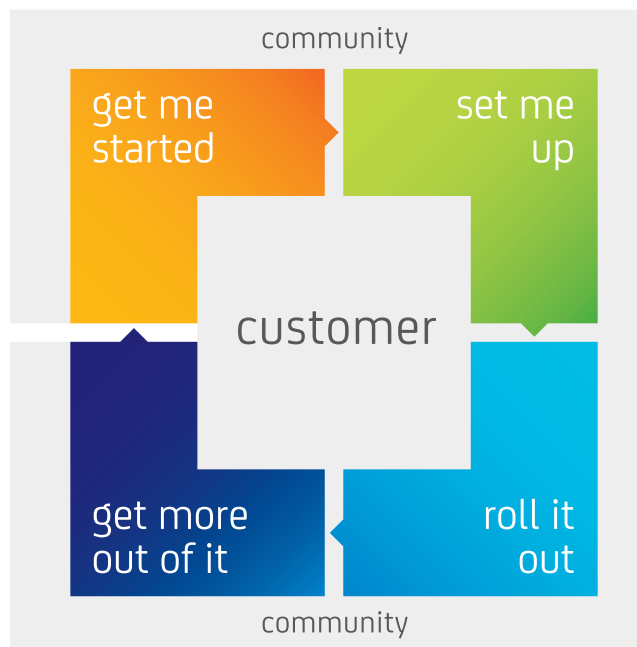 community
get me
started
set me
up
customer
get more
out of it
roll it
out
community